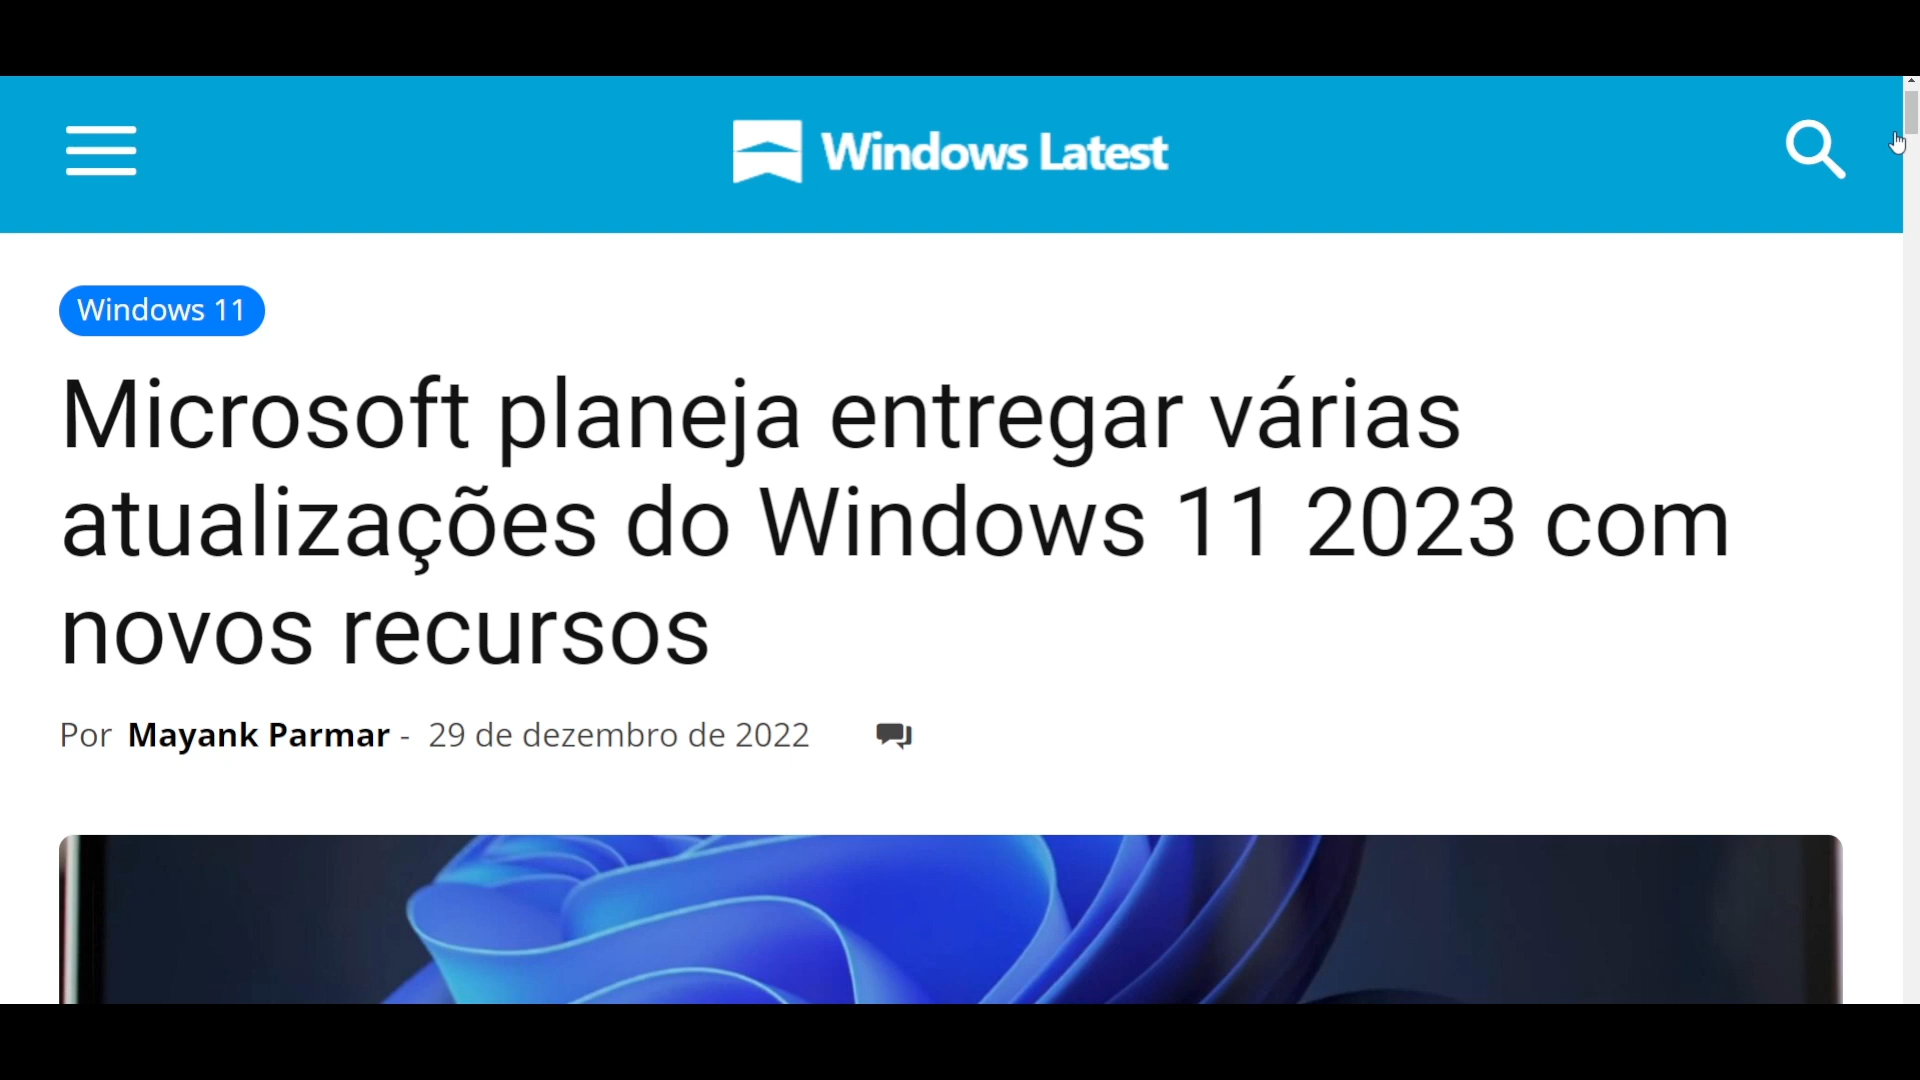 Windows Latest
Windows 11
Microsoft planeja entregar várias
atualizações do Windows 11 2023 com
novos recursos
Por Mayank Parmar - 29 de dezembro de 2022